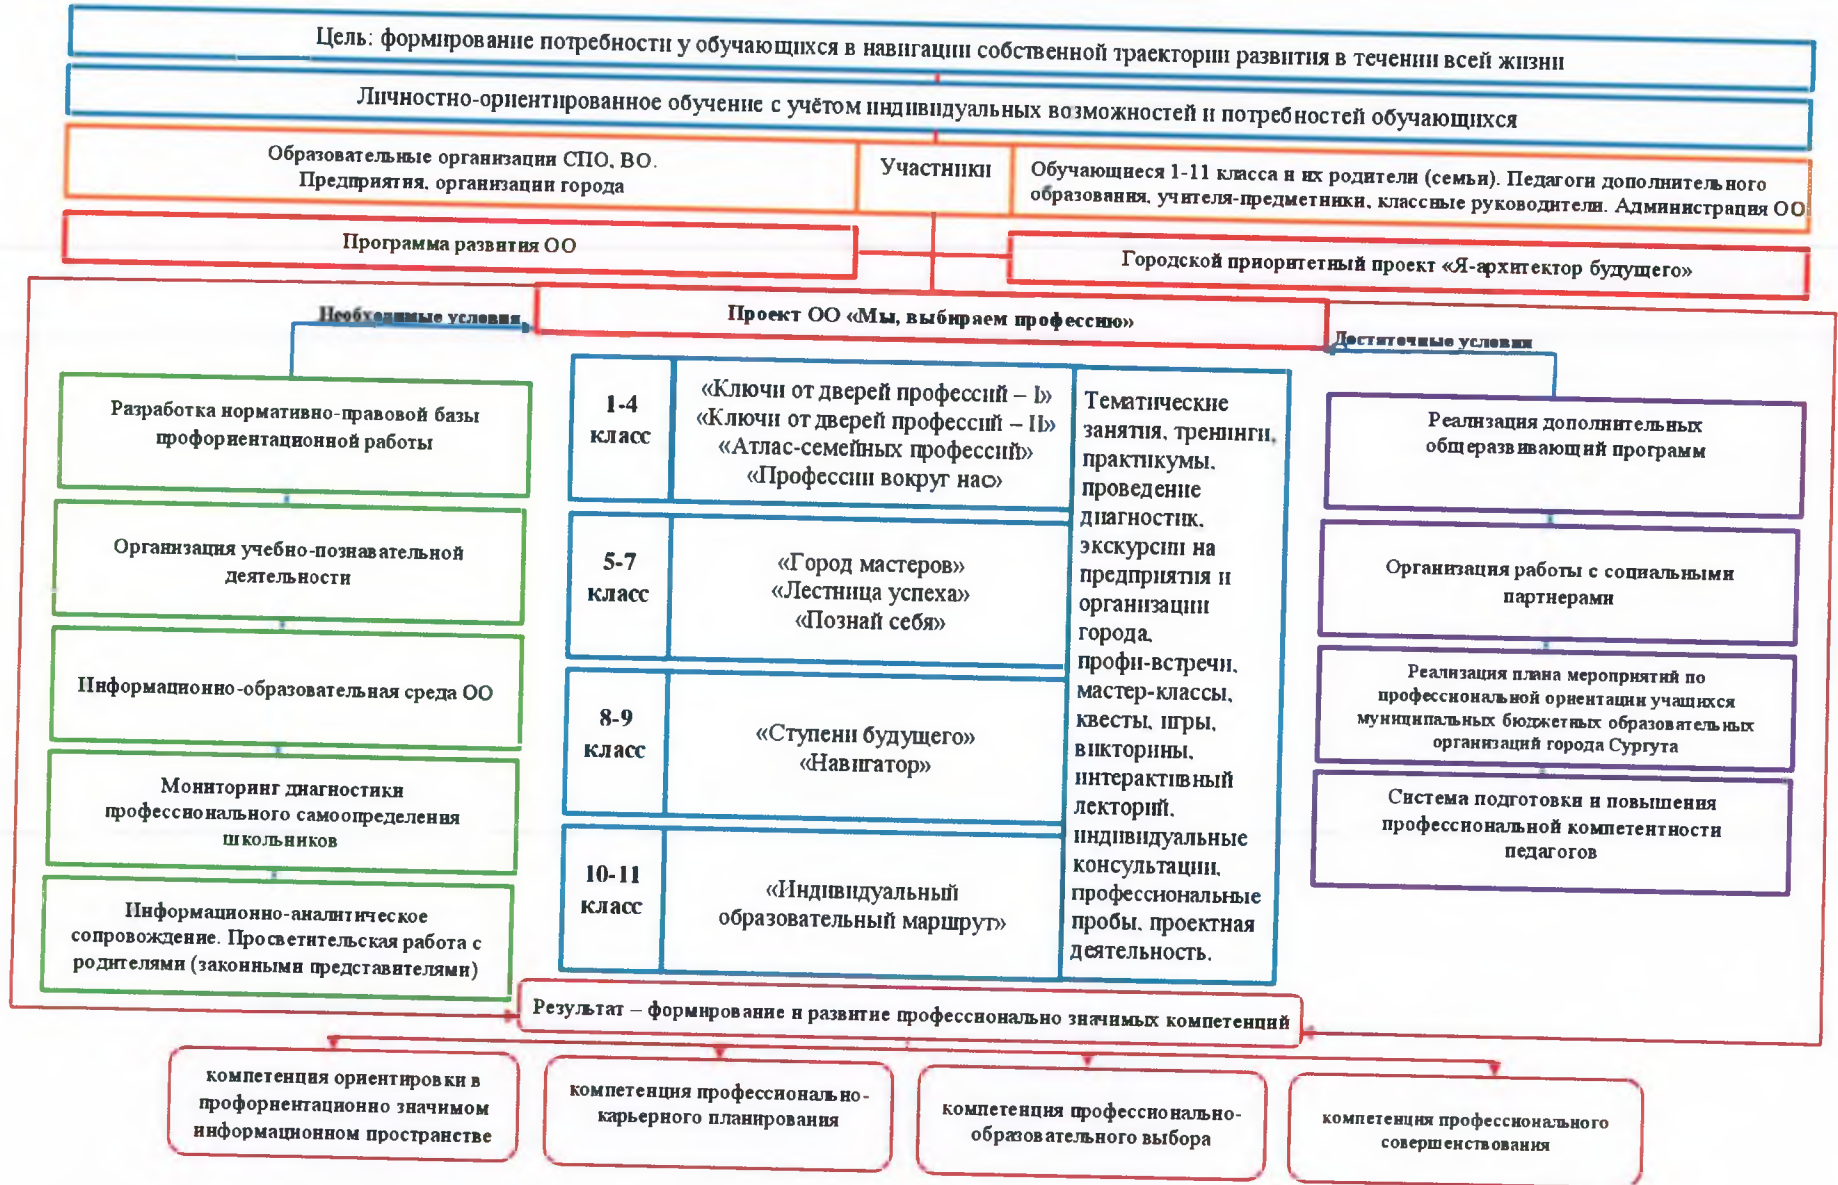 Цель: формирование потребности у обучающихся в навигации собственной траектории развития в течении всей жизни
Личностно-ориентированное обучение с учётом индивидуальных возможностей и потребностей обучающихся
Образовательные организации СПО, ВО.
Предприятия, организации города
Участники
Обучающиеся 1-11 класса и их родители (семьи). Педагоги дополнительного
образования, учителя-предметники, классные руководители. Администрация ОО
Программа развития ОО
Городской приоритетный проект «Я-архитектор будущего»
Необходимые условия
Проект ОО «Мы, выбираем профессию»
Достаточные условия
Разработка нормативно-правовой базы
профориентационной работы
Организация учебно-познавательной
деятельности
Информационно-образовательная среда ОО
Мониторинг диагностики
профессионального самоопределения
школьников
Информационно-аналитическое
сопровождение. Просветительская работа с
родителями (законными представителями)
1-4
класс
«Ключи от дверей профессий – I»
«Ключи от дверей профессий – II»
«Атлас-семейных профессий»
«Профессии вокруг нас»
5-7
класс
«Город мастеров»
«Лестница успеха»
«Познай себя»
8-9
класс
«Ступени будущего»
«Навигатор»
10-11
класс
«Индивидуальный
образовательный маршрут»
Тематические
занятия, тренинги,
практикумы,
проведение
диагностик,
экскурсии на
предприятия и
организации
города,
профи-встречи,
мастер-классы,
квесты, игры,
викторины,
интерактивный
лекторий,
индивидуальные
консультации,
профессиональные
пробы, проектная
деятельность.
Реализация дополнительных
общеразвивающий программ
Организация работы с социальными
партнерами
Реализация плана мероприятий по
профессиональной ориентации учащихся
муниципальных бюджетных образовательных
организаций города Сургута
Система подготовки и повышения
профессиональной компетентности
педагогов
Результат – формирование и развитие профессионально значимых компетенций
компетенция ориентировки в
профориентационно значимом
информационном пространстве
компетенция профессионально-
карьерного планирования
компетенция профессионально-
образовательного выбора
компетенция профессионального
совершенствования